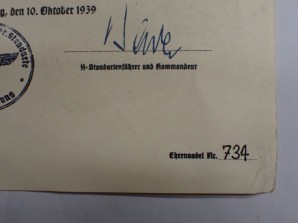 g, den 10. Oktober 1939
SS-Standartenführer und Kommandeur
Ehrennadel Nr. 734